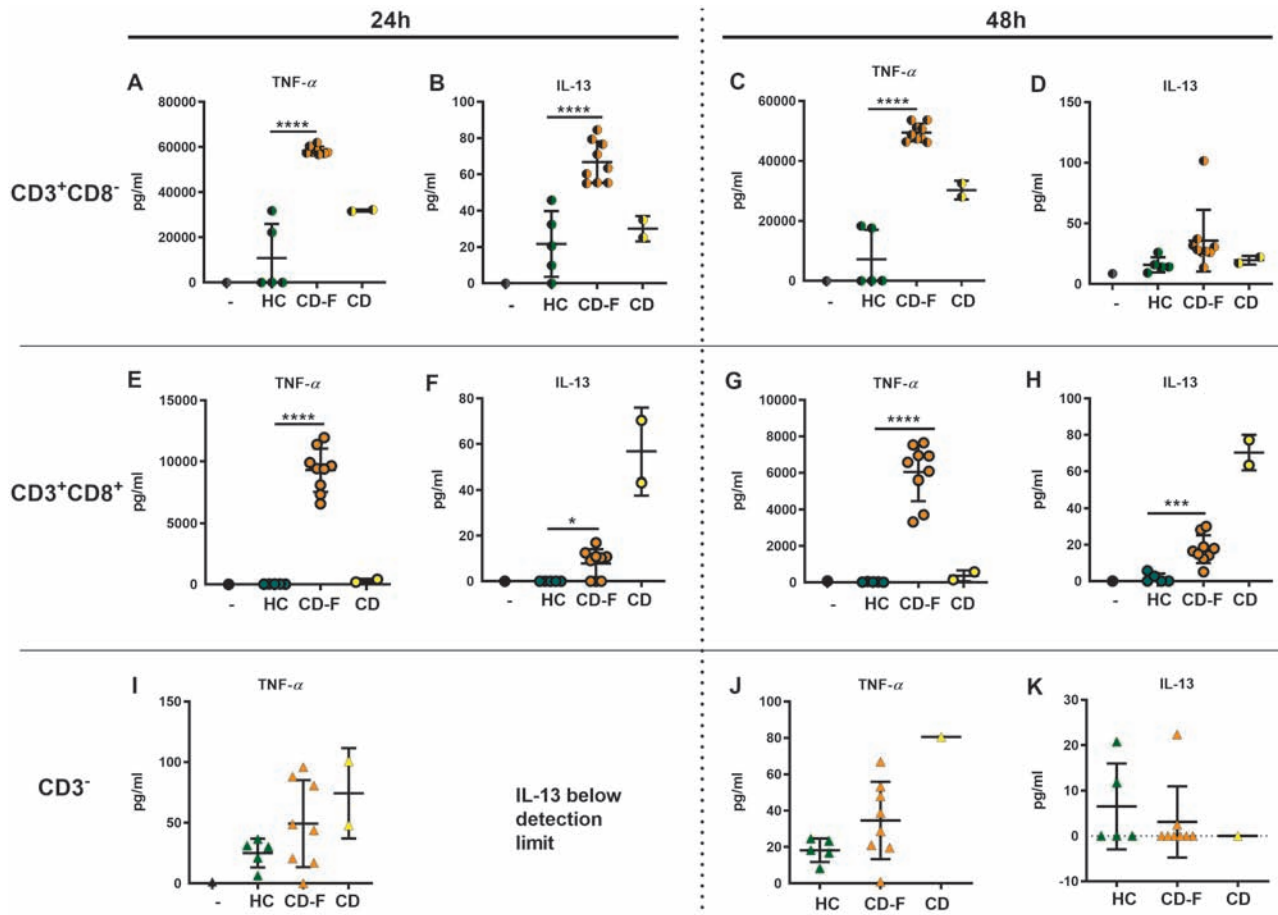 24h
48h
A
TNF-α
80000
60000
40000
20000
0
pg/ml
****
-
HC
CD-F
CD
B
IL-13
100
80
60
40
20
0
pg/ml
****
-
HC
CD-F
CD
C
TNF-α
60000
40000
20000
0
pg/ml
****
-
HC
CD-F
CD
D
IL-13
150
100
50
0
pg/ml
-
HC
CD-F
CD
CD3⁺CD8⁻
E
TNF-α
15000
10000
5000
0
pg/ml
****
-
HC
CD-F
CD
F
IL-13
80
60
40
20
0
pg/ml
*
-
HC
CD-F
CD
G
TNF-α
10000
8000
6000
4000
2000
0
pg/ml
****
-
HC
CD-F
CD
H
IL-13
100
80
60
40
20
0
pg/ml
***
-
HC
CD-F
CD
CD3⁺CD8⁺
I
TNF-α
150
100
50
0
pg/ml
-
HC
CD-F
CD
IL-13 below
detection
limit
J
TNF-α
100
80
60
40
20
0
pg/ml
HC
CD-F
CD
K
IL-13
30
20
10
0
-10
pg/ml
HC
CD-F
CD
CD3⁻